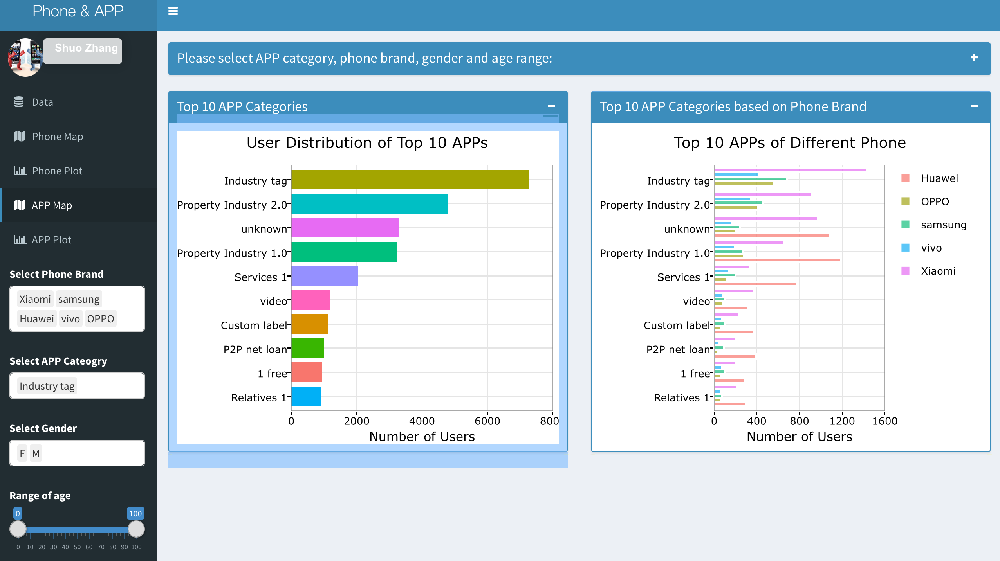 Phone & APP
Shuo Zhang
Data
Phone Map
Phone Plot
APP Map
APP Plot
Select Phone Brand
Xiaomi samsung
Huawei vivo OPPO
Select APP Cateogry
Industry tag
Select Gender
F M
Range of age
0 100
0 10 20 30 40 50 60 70 80 90 100
Please select APP category, phone brand, gender and age range:
Top 10 APP Categories
User Distribution of Top 10 APPs
Industry tag
Property Industry 2.0
unknown
Property Industry 1.0
Services 1
video
Custom label
P2P net loan
1 free
Relatives 1
0 2000 4000 6000 800
Number of Users
Top 10 APP Categories based on Phone Brand
Top 10 APPs of Different Phone
Industry tag
Property Industry 2.0
unknown
Property Industry 1.0
Services 1
video
Custom label
P2P net loan
1 free
Relatives 1
0 400 800 1200 1600
Number of Users
Huawei
OPPO
samsung
vivo
Xiaomi